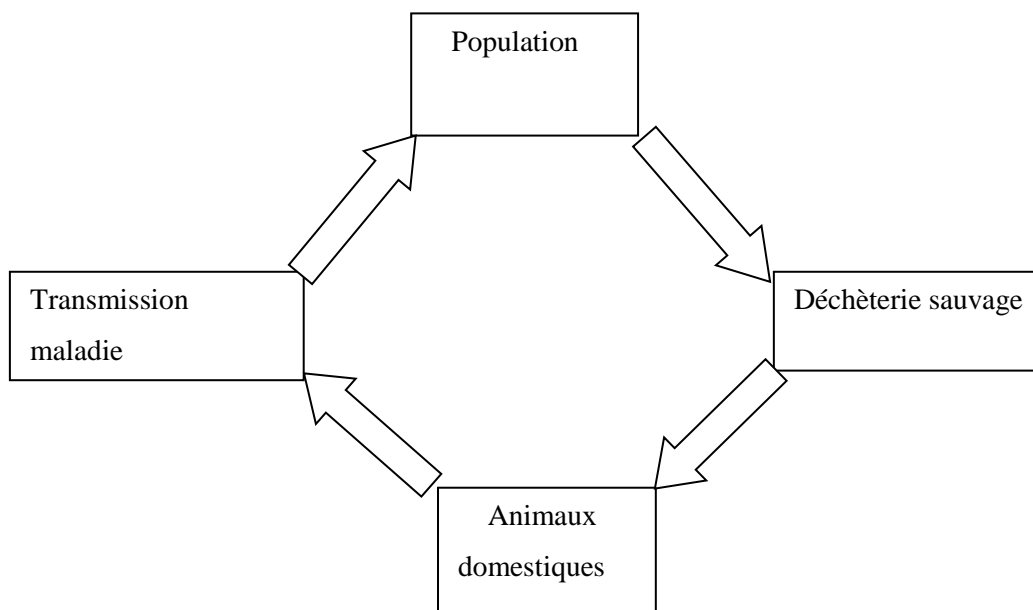 Population
Transmission
maladie
Déchèterie sauvage
Animaux
domestiques